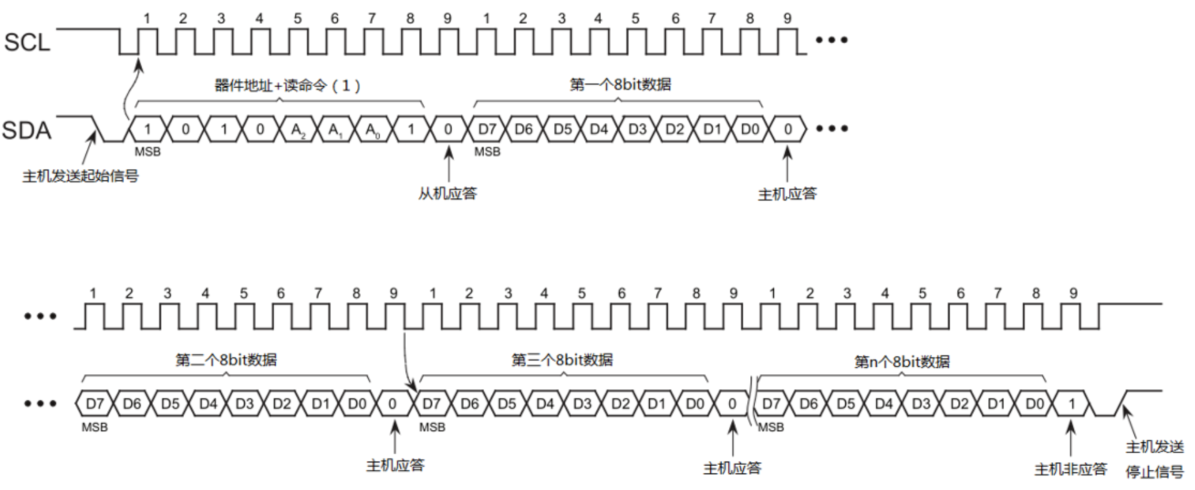 1 2 3 4 5 6 7 8 9 1 2 3 4 5 6 7 8 9
SCL
器件地址+读命令（1）
第一个8bit数据
SDA
1 0 1 0 A2 A1 A0 1 0 D7 D6 D5 D4 D3 D2 D1 D0 0
MSB
MSB
主机发送起始信号
从机应答
主机应答
1 2 3 4 5 6 7 8 9 1 2 3 4 5 6 7 8 9 1 2 3 4 5 6 7 8 9
第二个8bit数据
第三个8bit数据
第n个8bit数据
D7 D6 D5 D4 D3 D2 D1 D0 0 D7 D6 D5 D4 D3 D2 D1 D0 0 D7 D6 D5 D4 D3 D2 D1 D0 1
MSB
MSB
MSB
主机应答
主机应答
主机非应答
主机发送
停止信号